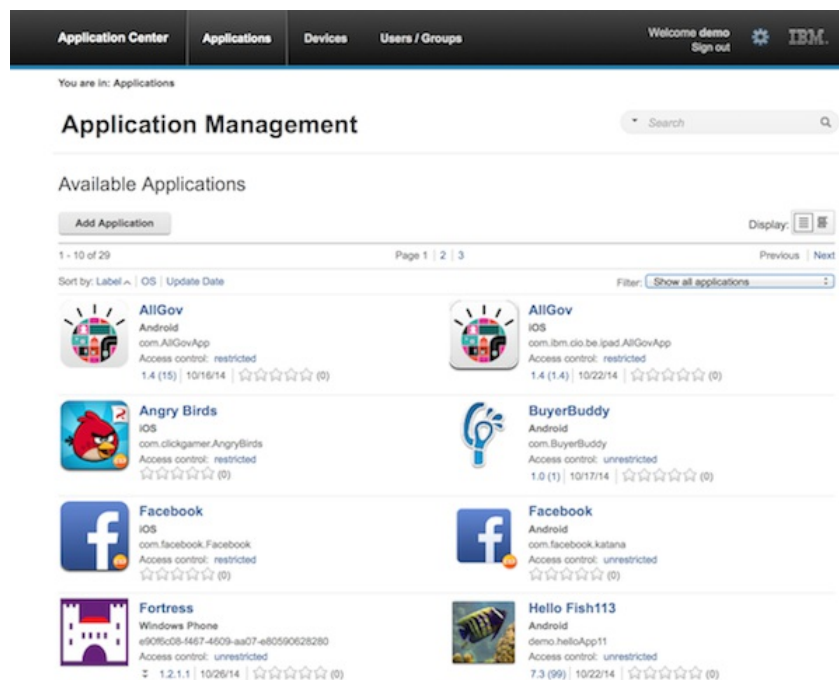 Application Center Applications Devices Users / Groups Welcome demo IBM.
Sign out
You are in: Applications
Application Management Search
Available Applications
Add Application Display:
1 - 10 of 29 Page 1 | 2 | 3 Previous | Next
Sort by: Label | OS | Update Date Filter: Show all applications
AllGov
Android
com.AllGovApp
Access control: restricted
1.4 (15) | 10/16/14 | (0)
AllGov
iOS
com.ibm.cio.be.ipad.AllGovApp
Access control: restricted
1.4 (1.4) | 10/22/14 | (0)
Angry Birds
iOS
com.clickgamer.AngryBirds
Access control: restricted
(0)
BuyerBuddy
Android
com.BuyerBuddy
Access control: unrestricted
1.0 (1) | 10/17/14 | (0)
Facebook
iOS
com.facebook.Facebook
Access control: restricted
(0)
Facebook
Android
com.facebook.katana
Access control: unrestricted
(0)
Fortress
Windows Phone
e90f6c08-f467-4609-aa07-e80590628280
Access control: unrestricted
1.2.1.1 | 10/26/14 | (0)
Hello Fish113
Android
demo.helloApp11
Access control: unrestricted
7.3 (99) | 10/22/14 | (0)